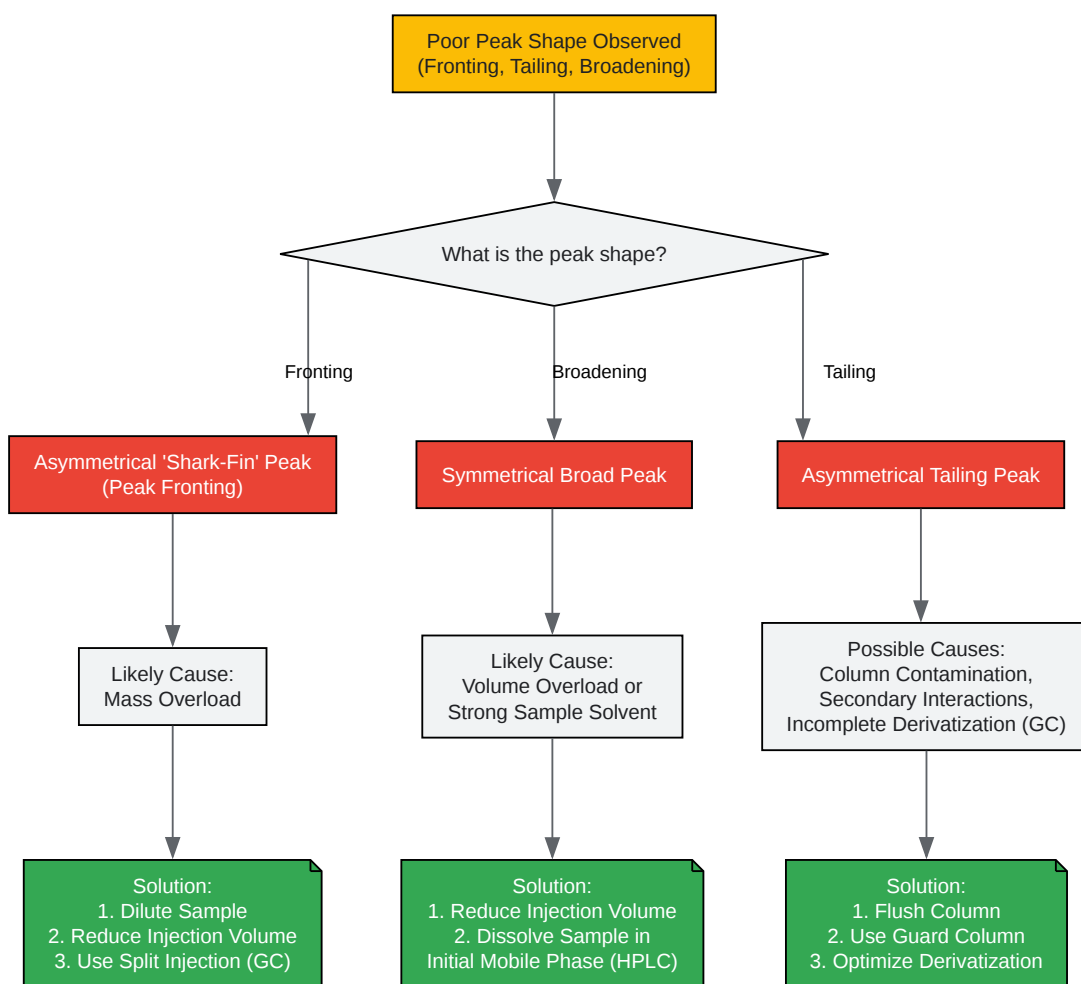 Poor Peak Shape Observed
(Fronting, Tailing, Broadening)
What is the peak shape?
Fronting
Broadening
Tailing
Asymmetrical 'Shark-Fin' Peak
(Peak Fronting)
Symmetrical Broad Peak
Asymmetrical Tailing Peak
Likely Cause:
Mass Overload
Likely Cause:
Volume Overload or
Strong Sample Solvent
Possible Causes:
Column Contamination,
Secondary Interactions,
Incomplete Derivatization (GC)
Solution:
1. Dilute Sample
2. Reduce Injection Volume
3. Use Split Injection (GC)
Solution:
1. Reduce Injection Volume
2. Dissolve Sample in
Initial Mobile Phase (HPLC)
Solution:
1. Flush Column
2. Use Guard Column
3. Optimize Derivatization